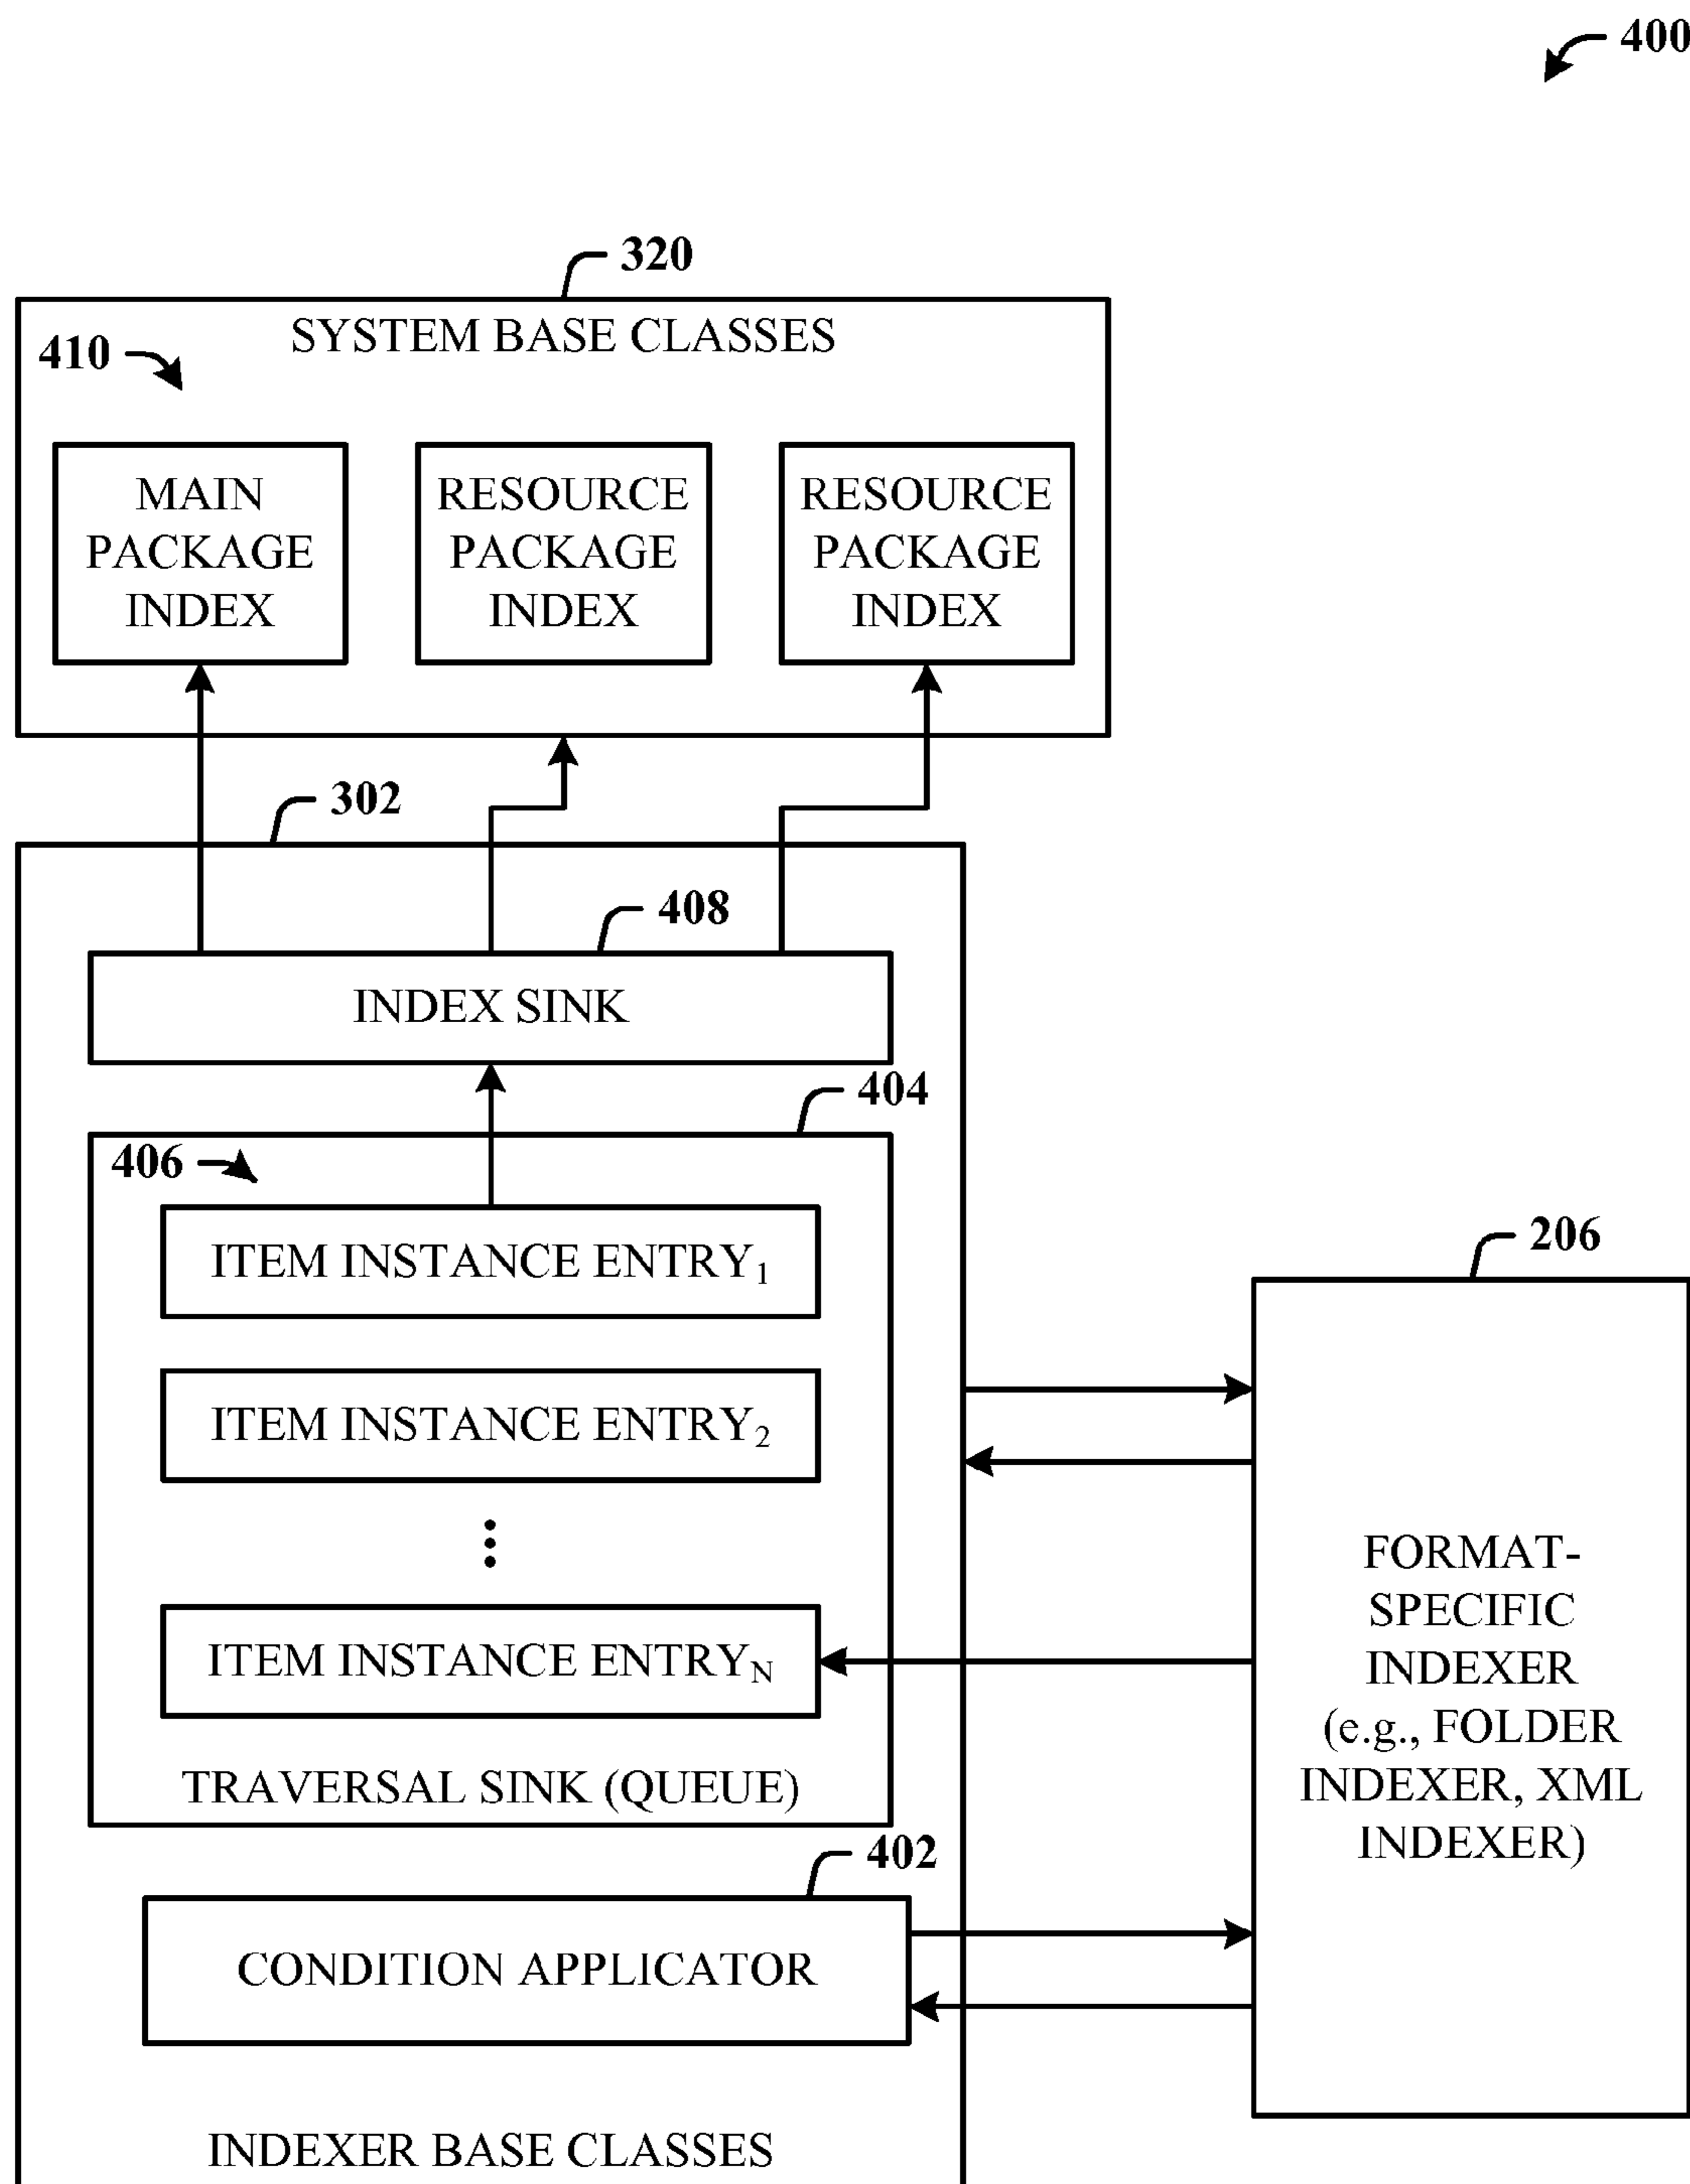 400
320
SYSTEM BASE CLASSES
410
MAIN
PACKAGE
INDEX
RESOURCE
PACKAGE
INDEX
RESOURCE
PACKAGE
INDEX
302
408
INDEX SINK
404
406
ITEM INSTANCE ENTRY₁
ITEM INSTANCE ENTRY₂
ITEM INSTANCE ENTRYN
TRAVERSAL SINK (QUEUE)
402
CONDITION APPLICATOR
INDEXER BASE CLASSES
206
FORMAT-
SPECIFIC
INDEXER
(e.g., FOLDER
INDEXER, XML
INDEXER)